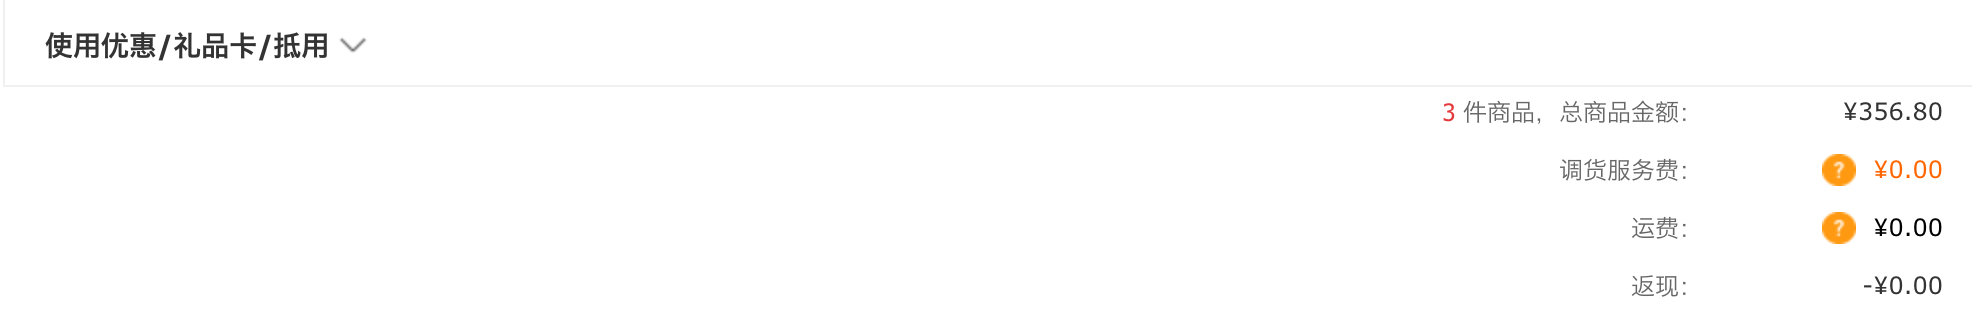 使用优惠/礼品卡/抵用
3 件商品，总商品金额： ¥356.80
调货服务费： ? ¥0.00
运费： ? ¥0.00
返现： -¥0.00